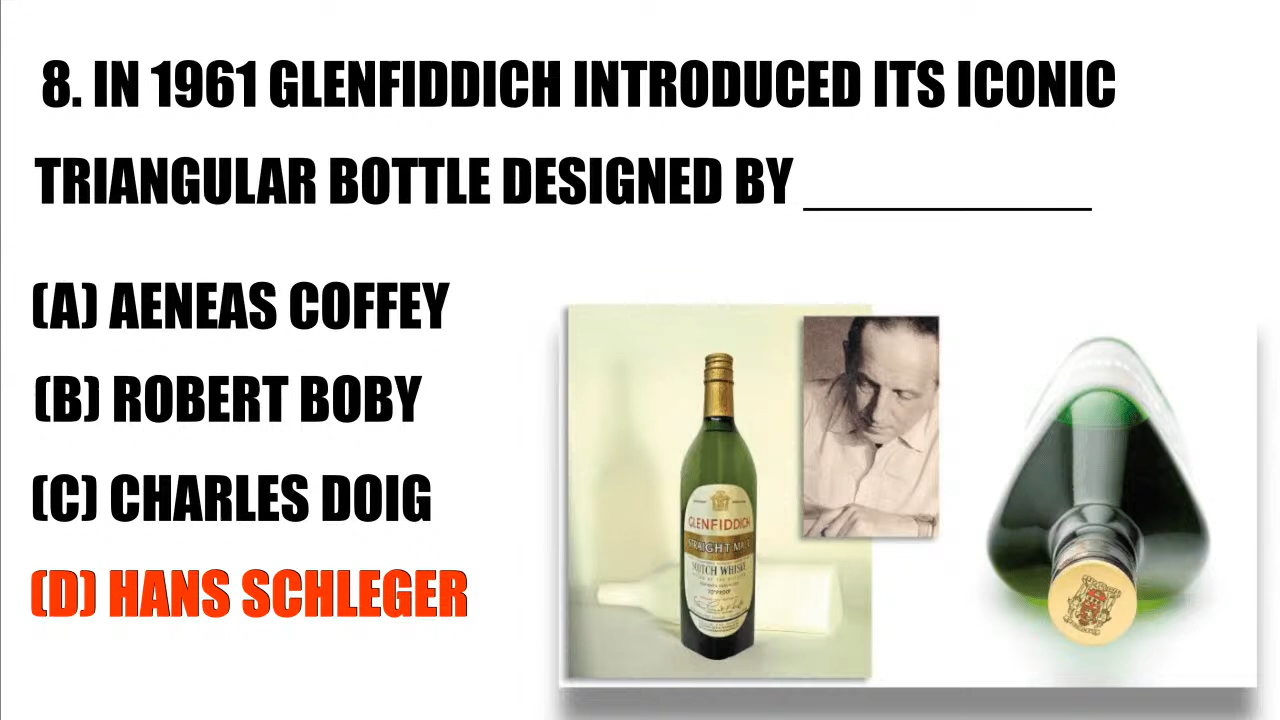 8. IN 1961 GLENFIDDICH INTRODUCED ITS ICONIC
TRIANGULAR BOTTLE DESIGNED BY ____________
(A) AENEAS COFFEY
(B) ROBERT BOBY
(C) CHARLES DOIG
(D) HANS SCHLEGER
GLENFIDDICH
STRAIGHT MALT
SCOTCH WHISKY